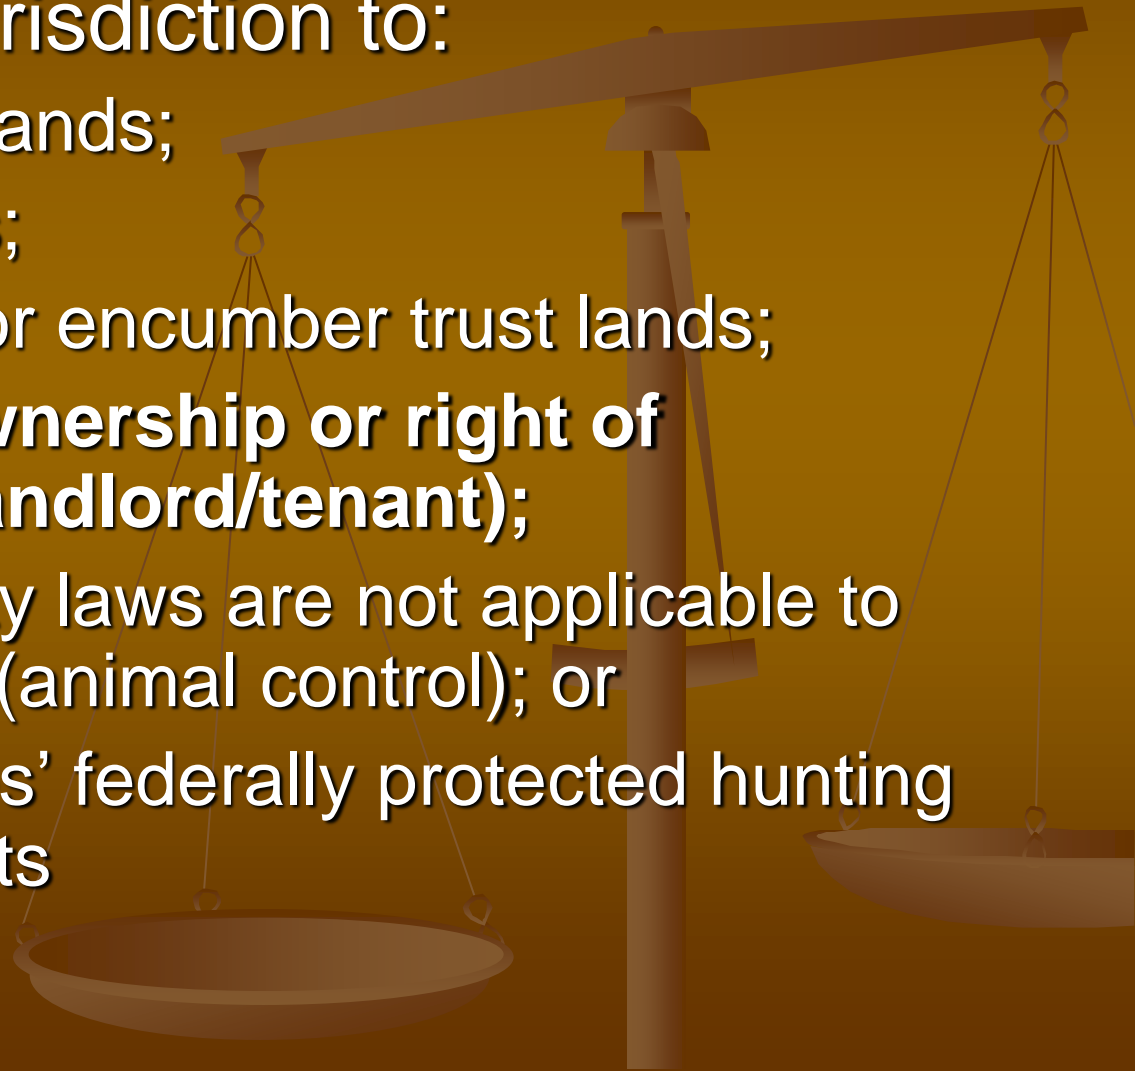 risdiction to:
ands;
s;
or encumber trust lands;
wnership or right of
andlord/tenant);
y laws are not applicable to
(animal control); or
s’ federally protected hunting
ts